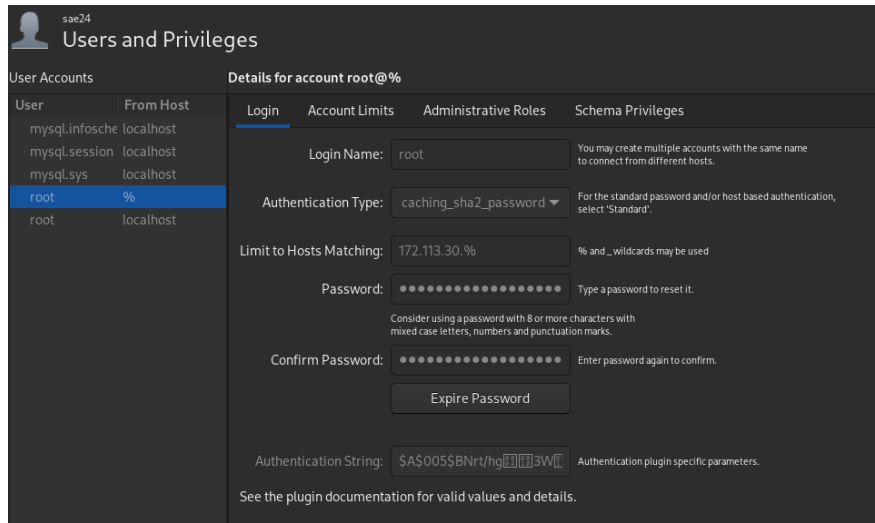 sae24
Users and Privileges
User Accounts
Details for account root@%
User From Host
mysql.infosche localhost
mysql.session localhost
mysql.sys localhost
root %
root localhost
Login Account Limits Administrative Roles Schema Privileges
Login Name: root
You may create multiple accounts with the same name
to connect from different hosts.
Authentication Type: caching_sha2_password
For the standard password and/or host based authentication,
select 'Standard'.
Limit to Hosts Matching: 172.113.30.%
% and _ wildcards may be used
Password: ••••••••••••••••••
Type a password to reset it.
Consider using a password with 8 or more characters with
mixed case letters, numbers and punctuation marks.
Confirm Password: ••••••••••••••••••
Enter password again to confirm.
Expire Password
Authentication String: $A$005$BNrt/hg 3W
Authentication plugin specific parameters.
See the plugin documentation for valid values and details.